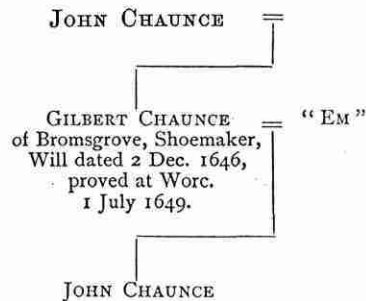 JOHN CHAUNCE =
GILBERT CHAUNCE = "EM"
of Bromsgrove, Shoemaker,
Will dated 2 Dec. 1646,
proved at Worc.
1 July 1649.
JOHN CHAUNCE